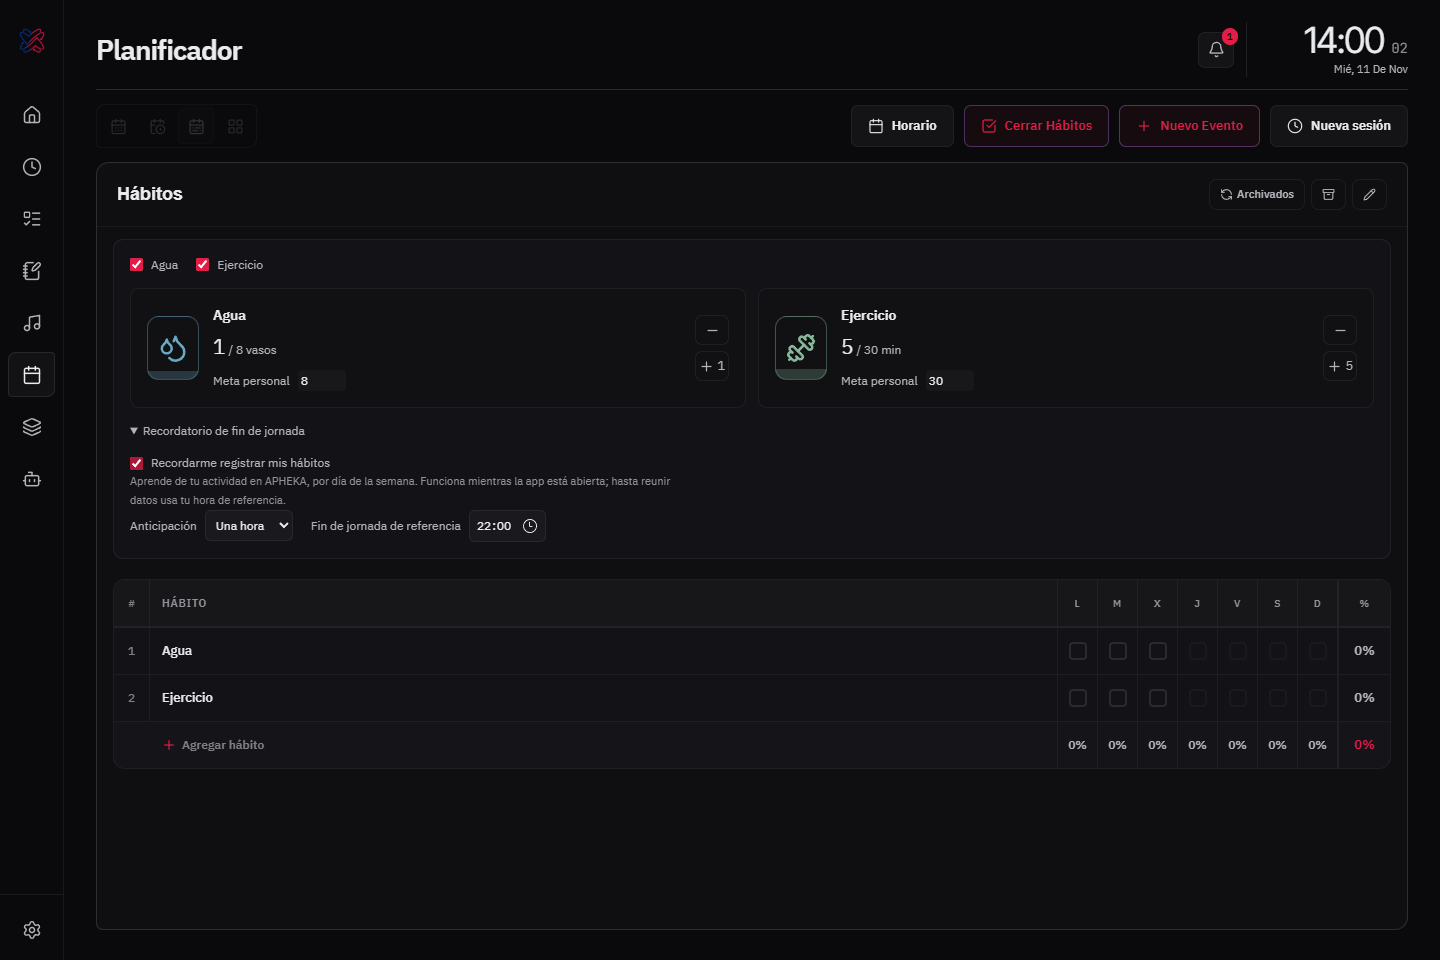 Planificador
1
14:00 02
Mié, 11 De Nov
Horario
Cerrar Hábitos
Nuevo Evento
Nueva sesión
Hábitos
Archivados
Agua
Ejercicio
Agua
1 / 8 vasos
Meta personal 8
+ 1
Ejercicio
5 / 30 min
Meta personal 30
+ 5
Recordatorio de fin de jornada
Recordarme registrar mis hábitos
Aprende de tu actividad en APHEKA, por día de la semana. Funciona mientras la app está abierta; hasta reunir
datos usa tu hora de referencia.
Anticipación Una hora Fin de jornada de referencia 22:00
# HÁBITO L M X J V S D %
1 Agua 0%
2 Ejercicio 0%
+ Agregar hábito 0% 0% 0% 0% 0% 0% 0% 0%